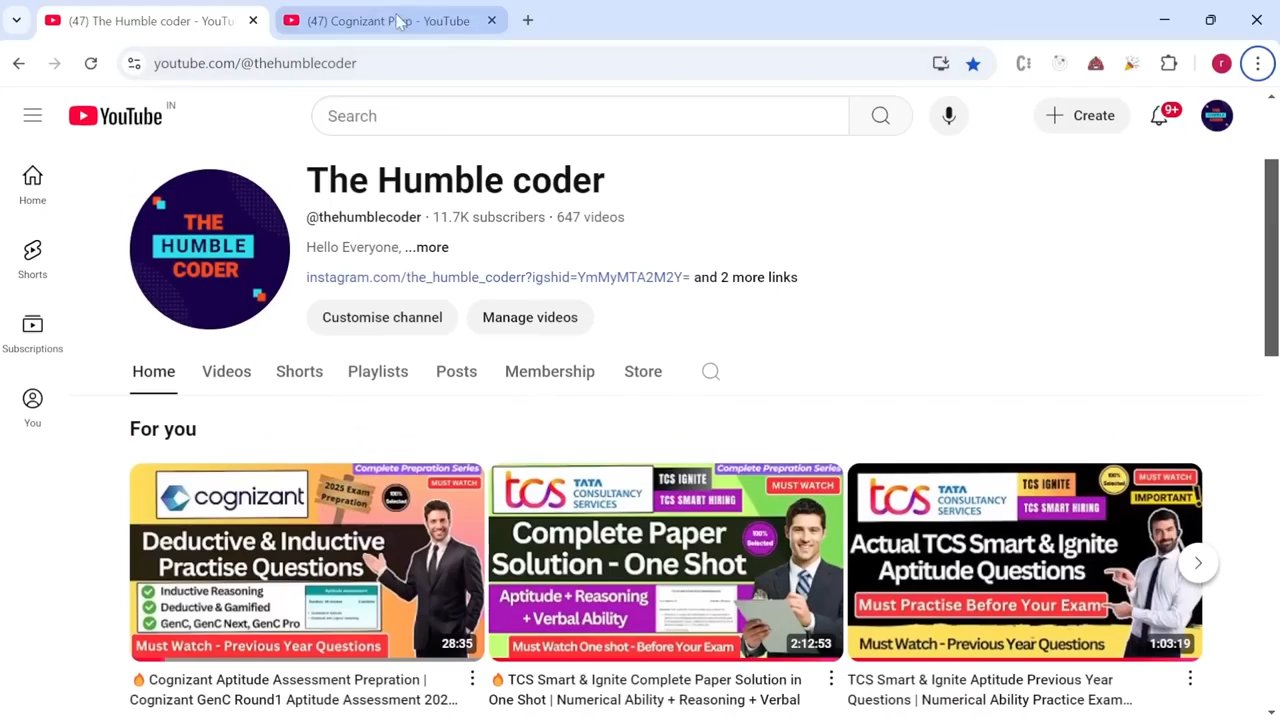 (47) The Humble coder - YouTu
(47) Cognizant P p - YouTube
youtube.com/@thehumblecoder
r
YouTube IN
Search
Create
9+
Home
Shorts
Subscriptions
You
THE
HUMBLE
CODER
The Humble coder
@thehumblecoder · 11.7K subscribers · 647 videos
Hello Everyone, ...more
instagram.com/the_humble_coderr?igshid=YmMyMTA2M2Y= and 2 more links
Customise channel
Manage videos
Home
Videos
Shorts
Playlists
Posts
Membership
Store
For you
Complete Prepration Series
cognizant
2025 Exam
Prepration
100%
Selected
MUST WATCH
Deductive & Inductive
Practise Questions
Inductive Reasoning
Deductive & Gamified
GenC, GenC Next, GenC Pro
Must Watch - Previous Year Questions
28:35
🔥 Cognizant Aptitude Assessment Prepration |
Cognizant GenC Round1 Aptitude Assessment 202...
Complete Prepration Series
tcs TATA
CONSULTANCY
SERVICES
TCS IGNITE
TCS SMART HIRING
MUST WATCH
Complete Paper
Solution - One Shot
100%
Selected
Aptitude + Reasoning
+ Verbal Ability
Must Watch One shot - Before Your Exam
2:12:53
🔥 TCS Smart & Ignite Complete Paper Solution in
One Shot | Numerical Ability + Reasoning + Verbal
tcs TATA
CONSULTANCY
SERVICES
TCS IGNITE
TCS SMART HIRING
100%
Selected
MUST WATCH
IMPORTANT
Actual TCS Smart & Ignite
Aptitude Questions
Must Practise Before Your Exam
Must Watch - Previous Year Questions
1:03:19
TCS Smart & Ignite Aptitude Previous Year
Questions | Numerical Ability Practice Exam...